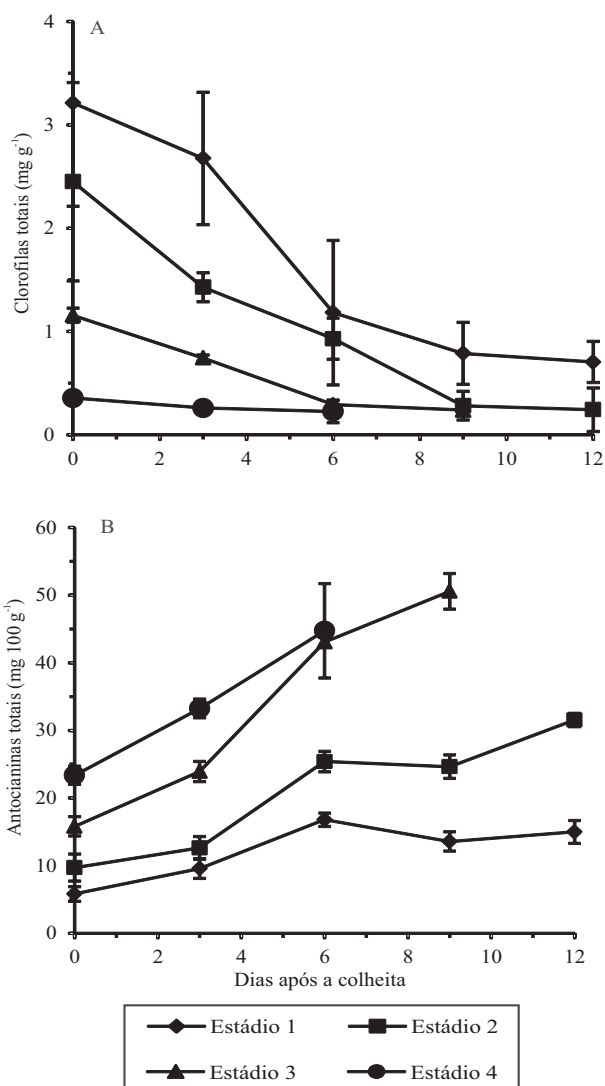 A
Clorofilas totais (mg g⁻¹)
4
3
2
1
0
0 2 4 6 8 10 12
B
Antocianinas totais (mg 100 g⁻¹)
60
50
40
30
20
10
0
0 2 4 6 8 10 12
Dias após a colheita
Estádio 1 Estádio 2
Estádio 3 Estádio 4